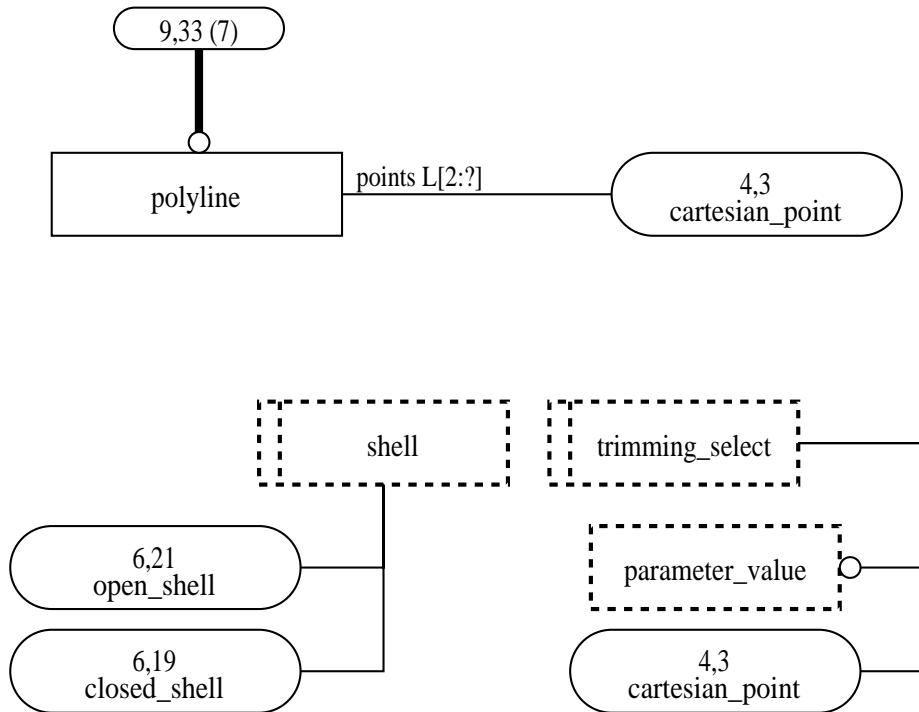 9,33 (7)
polyline
points L[2:?]
4,3
cartesian_point
shell
trimming_select
6,21
open_shell
parameter_value
6,19
closed_shell
4,3
cartesian_point